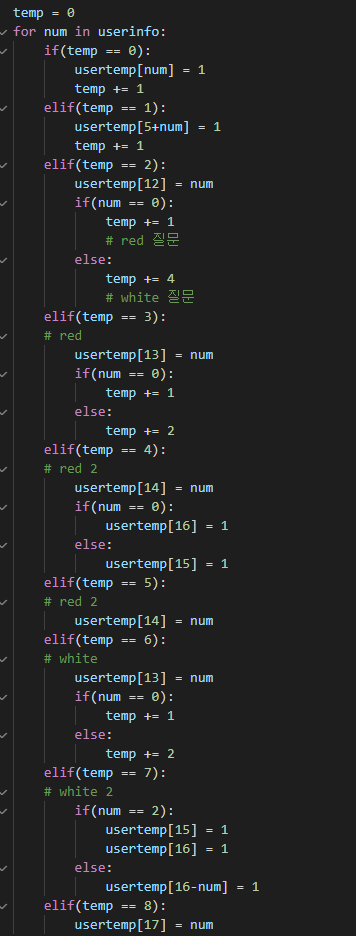 temp = 0
for num in userinfo:
    if(temp == 0):
        usertemp[num] = 1
        temp += 1
    elif(temp == 1):
        usertemp[5+num] = 1
        temp += 1
    elif(temp == 2):
        usertemp[12] = num
        if(num == 0):
            temp += 1
            # red 질문
        else:
            temp += 4
            # white 질문
    elif(temp == 3):
    # red
        usertemp[13] = num
        if(num == 0):
            temp += 1
        else:
            temp += 2
    elif(temp == 4):
    # red 2
        usertemp[14] = num
        if(num == 0):
            usertemp[16] = 1
        else:
            usertemp[15] = 1
    elif(temp == 5):
    # red 2
        usertemp[14] = num
    elif(temp == 6):
    # white
        usertemp[13] = num
        if(num == 0):
            temp += 1
        else:
            temp += 2
    elif(temp == 7):
    # white 2
        if(num == 2):
            usertemp[15] = 1
            usertemp[16] = 1
        else:
            usertemp[16-num] = 1
    elif(temp == 8):
        usertemp[17] = num